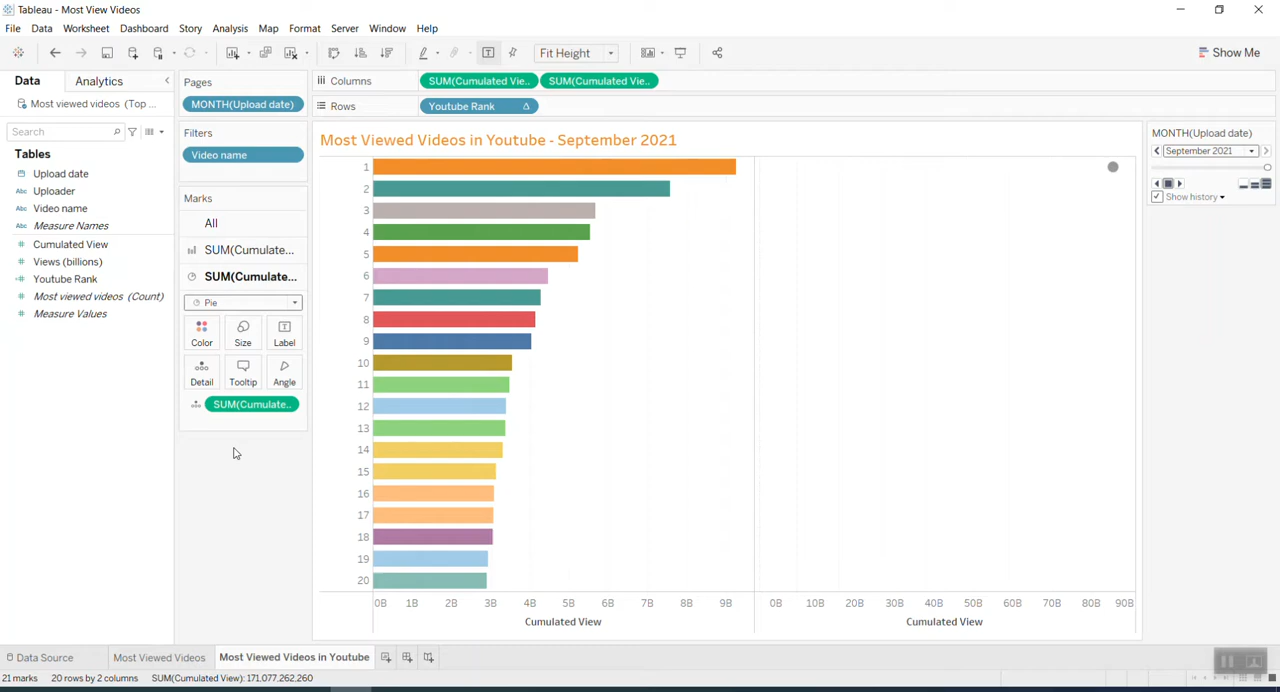 Tableau - Most View Videos
File Data Worksheet Dashboard Story Analysis Map Format Server Window Help
Fit Height
Show Me
Data Analytics
Pages
Columns SUM(Cumulated Vie.. SUM(Cumulated Vie..
Most viewed videos (Top ...
MONTH(Upload date)
Rows Youtube Rank
Search
Filters
Video name
Most Viewed Videos in Youtube - September 2021
MONTH(Upload date)
September 2021
Show history
Tables
Upload date
Uploader
Video name
Measure Names
Cumulated View
Views (billions)
Youtube Rank
Most viewed videos (Count)
Measure Values
Marks
All
SUM(Cumulate...
SUM(Cumulate...
Pie
Color Size Label
Detail Tooltip Angle
SUM(Cumulate..
1
2
3
4
5
6
7
8
9
10
11
12
13
14
15
16
17
18
19
20
0B 1B 2B 3B 4B 5B 6B 7B 8B 9B
Cumulated View
0B 10B 20B 30B 40B 50B 60B 70B 80B 90B
Cumulated View
Data Source Most Viewed Videos Most Viewed Videos in Youtube
21 marks 20 rows by 2 columns SUM(Cumulated View): 171,077,262,260